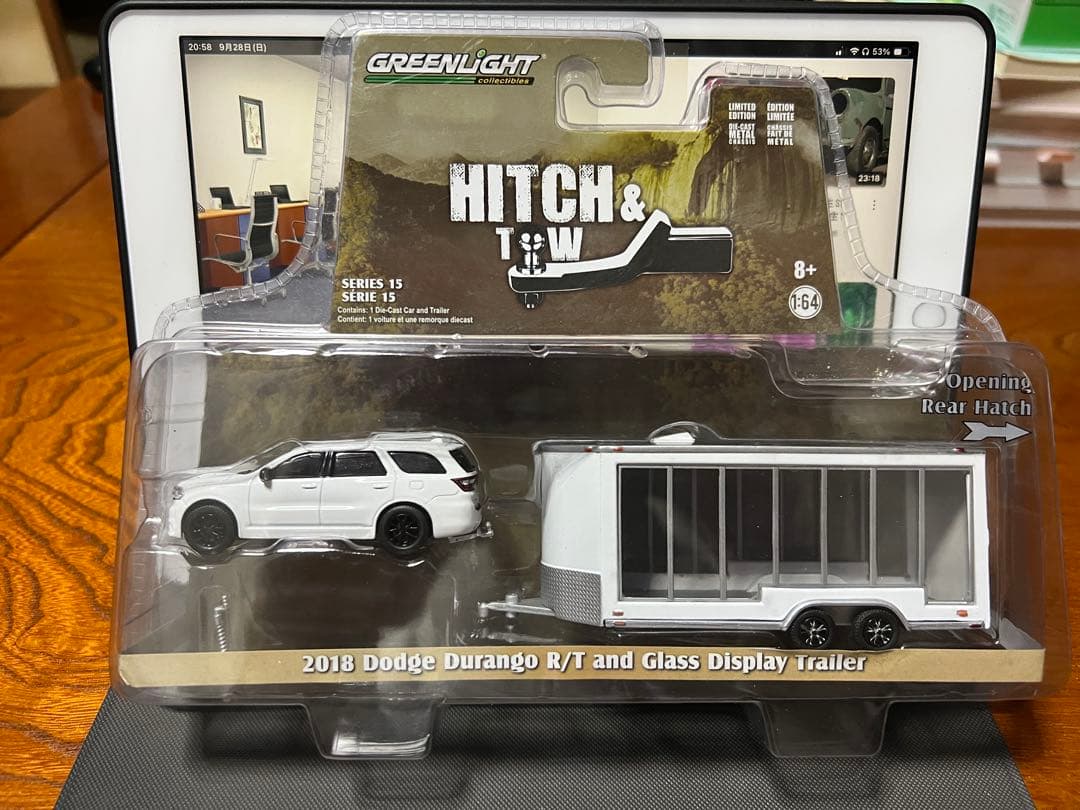 20:58 9月28日(日)
53%
GREENLIGHT
collectibles
LIMITED EDITION
ÉDITION LIMITÉE
DIE-CAST METAL CHASSIS
CHÂSSIS FAIT DE MÉTAL
23:18
HITCH &
TOW
8+
1:64
SERIES 15
SÉRIE 15
Contains: 1 Die-Cast Car and Trailer
Contient: 1 voiture et une remorque diecast
Opening
Rear Hatch
2018 Dodge Durango R/T and Glass Display Trailer